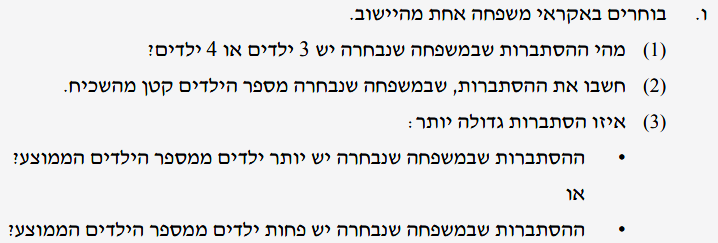 ו. בוחרים באקראי משפחה אחת מהיישוב.
(1) מהי ההסתברות שבמשפחה שנבחרה יש 3 ילדים או 4 ילדים?
(2) חשבו את ההסתברות, שבמשפחה שנבחרה מספר הילדים קטן מהשכיח.
(3) איזו הסתברות גדולה יותר:
• ההסתברות שבמשפחה שנבחרה יש יותר ילדים ממספר הילדים הממוצע?
או
• ההסתברות שבמשפחה שנבחרה יש פחות ילדים ממספר הילדים הממוצע?